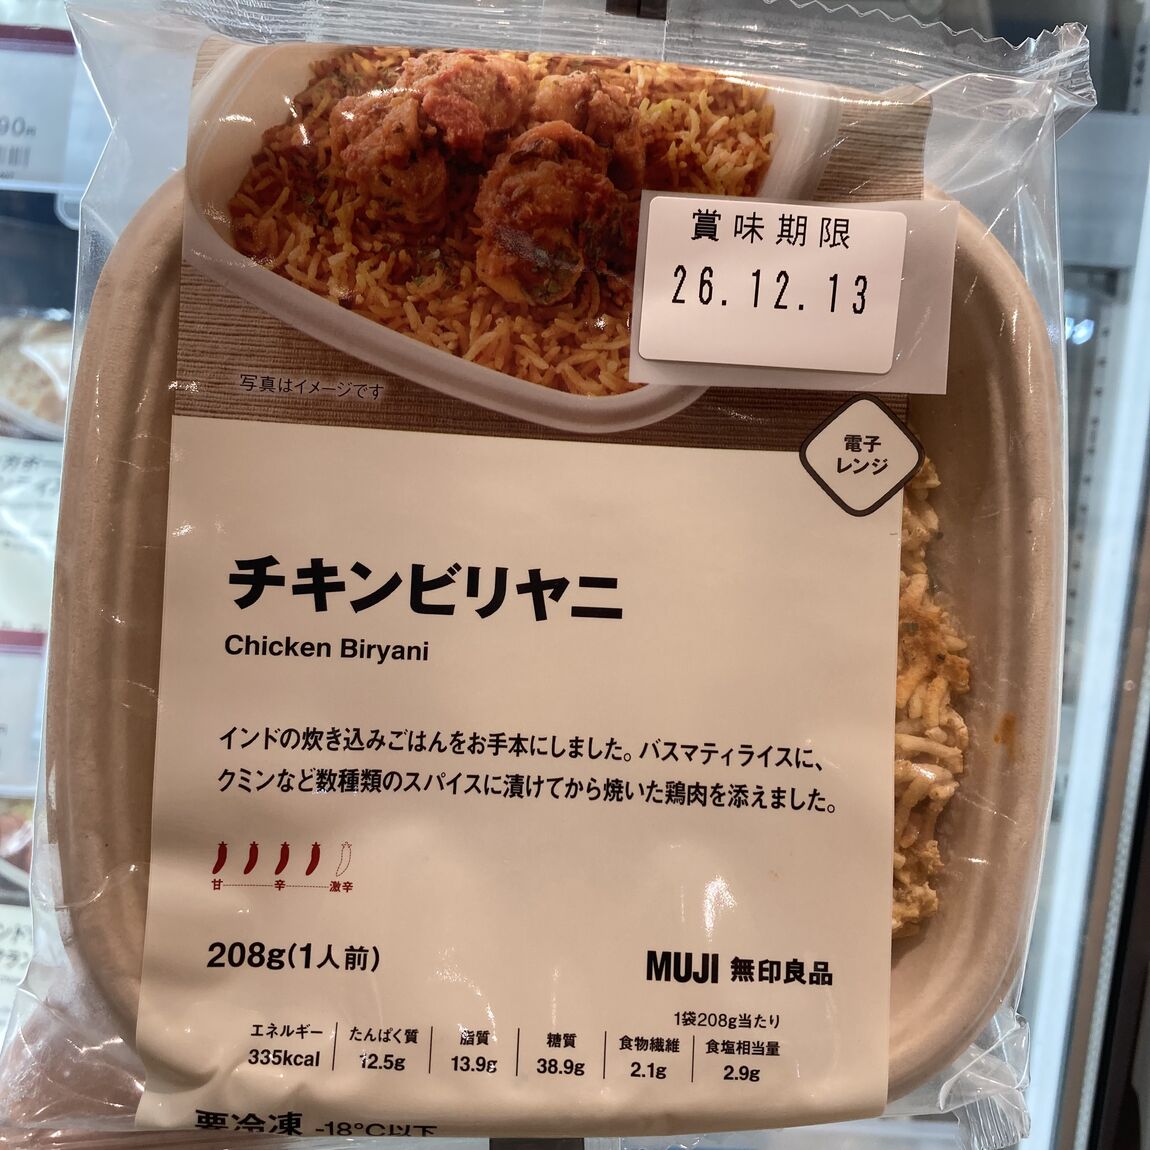 賞味期限
26.12.13
写真はイメージです
電子
レンジ
チキンビリヤニ
Chicken Biryani
インドの炊き込みごはんをお手本にしました。バスマティライスに、
クミンなど数種類のスパイスに漬けてから焼いた鶏肉を添えました。
甘 辛 激辛
208g(1人前)
MUJI 無印良品
1袋208g当たり
エネルギー たんぱく質 脂質 糖質 食物繊維 食塩相当量
335kcal 12.5g 13.9g 38.9g 2.1g 2.9g
要冷凍 -18℃以下